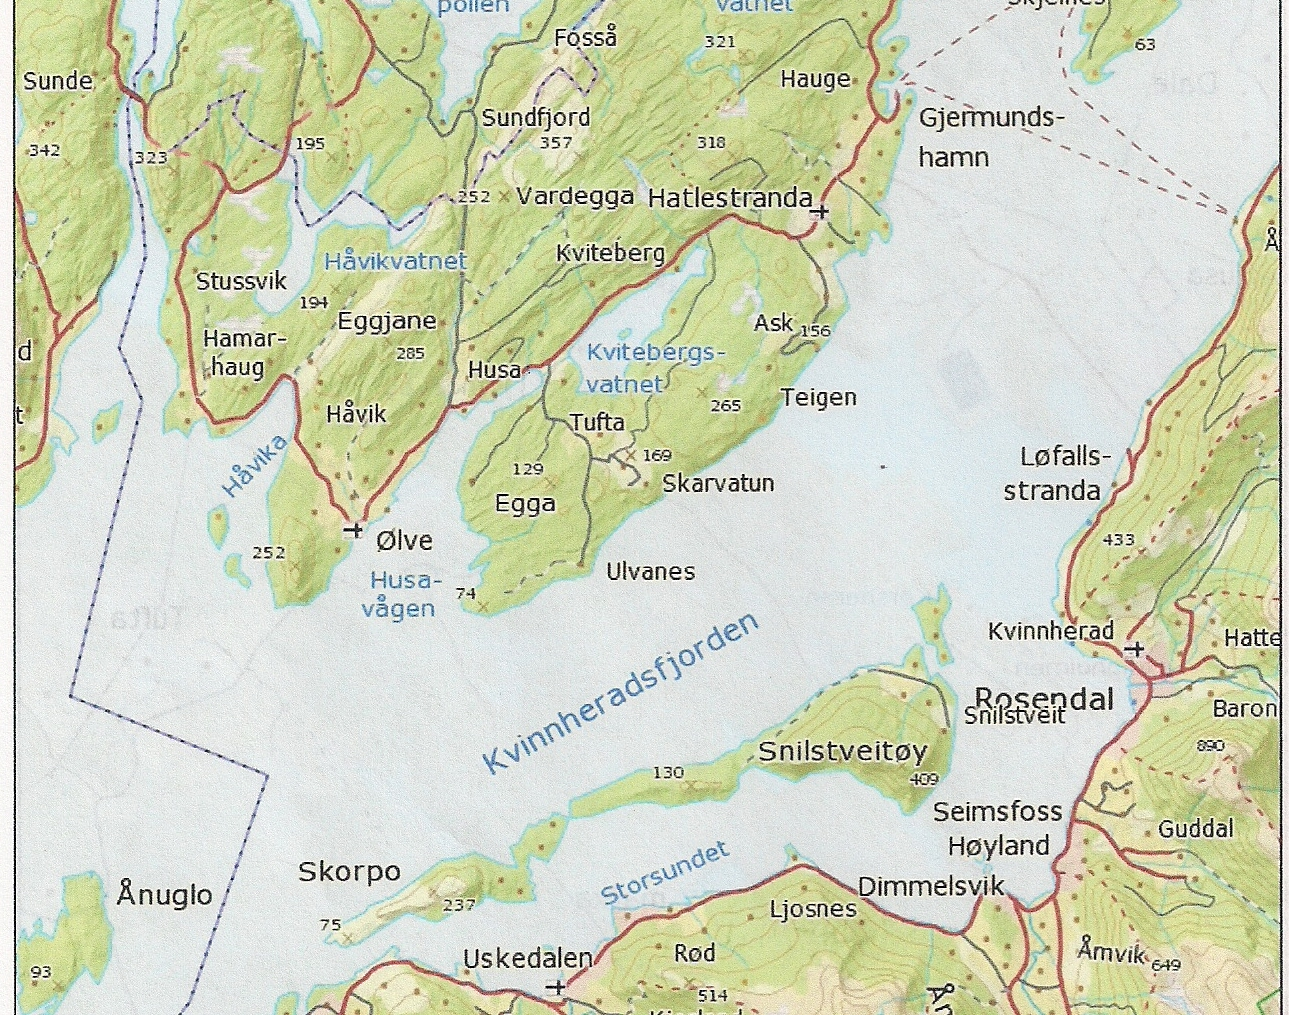 pollen
vatnet
Fosså
321
63
Sunde
Hauge
Sundfjord
Gjermunds-
hamn
342
323
195
357
318
252
Vardegga
Hatlestranda
Håvikvatnet
Kviteberg
Stussvik
194
Eggjane
285
Hamar-
haug
Ask
156
Kvitebergs-
vatnet
Husa
d
t
265
Teigen
Håvik
Tufta
169
Håvika
129
Skarvatun
Egga
Løfalls-
stranda
433
Ølve
252
Husa-
vågen
74
Ulvanes
Kvinnheradsfjorden
Kvinnherad
Hatte
Rosendal
Snilstveit
Baron
Snilstveitøy
890
130
409
Seimsfoss
Høyland
Guddal
Storsundet
Skorpo
Ånuglo
Dimmelsvik
237
75
Ljosnes
Uskedalen
Rød
Åmvik
649
93
514
Ån